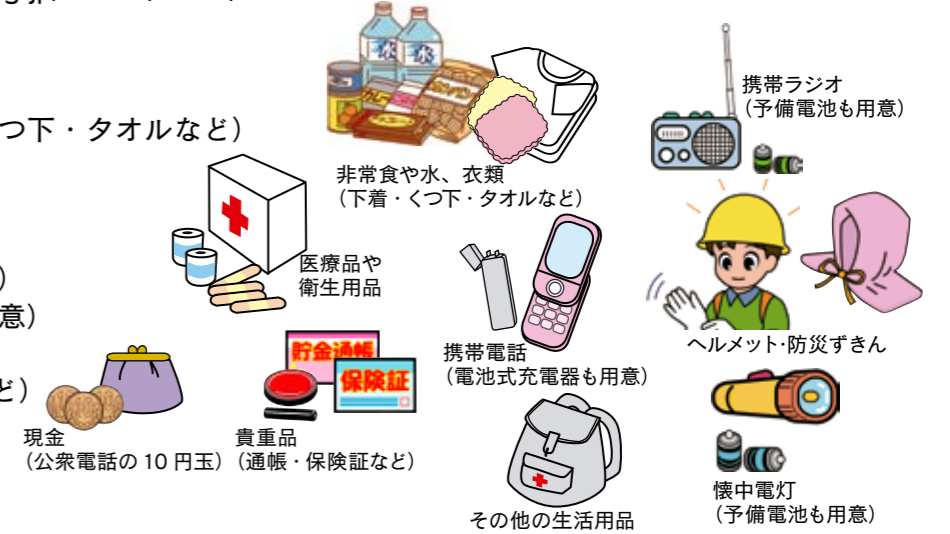 つ下・タオルなど）
）
意）
ど）
水 水
非常食や水、衣類
（下着・くつ下・タオルなど）
携帯ラジオ
（予備電池も用意）
医療品や
衛生用品
ヘルメット・防災ずきん
携帯電話
（電池式充電器も用意）
貯金通帳
保険証
現金
（公衆電話の 10 円玉）
貴重品
（通帳・保険証など）
その他の生活用品
懐中電灯
（予備電池も用意）